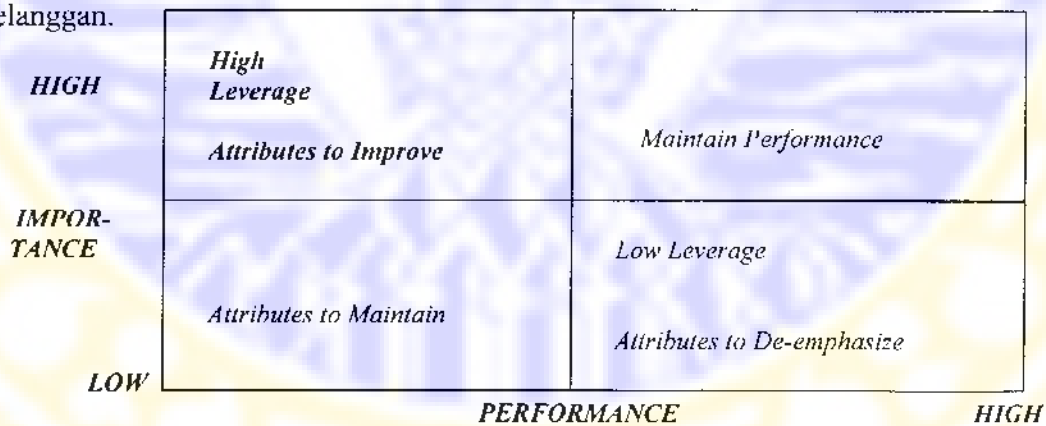 elanggan.
HIGH
High
Leverage
Attributes to Improve
Maintain Performance
IMPOR-
TANCE
Low Leverage
Attributes to Maintain
Attributes to De-emphasize
LOW
PERFORMANCE
HIGH